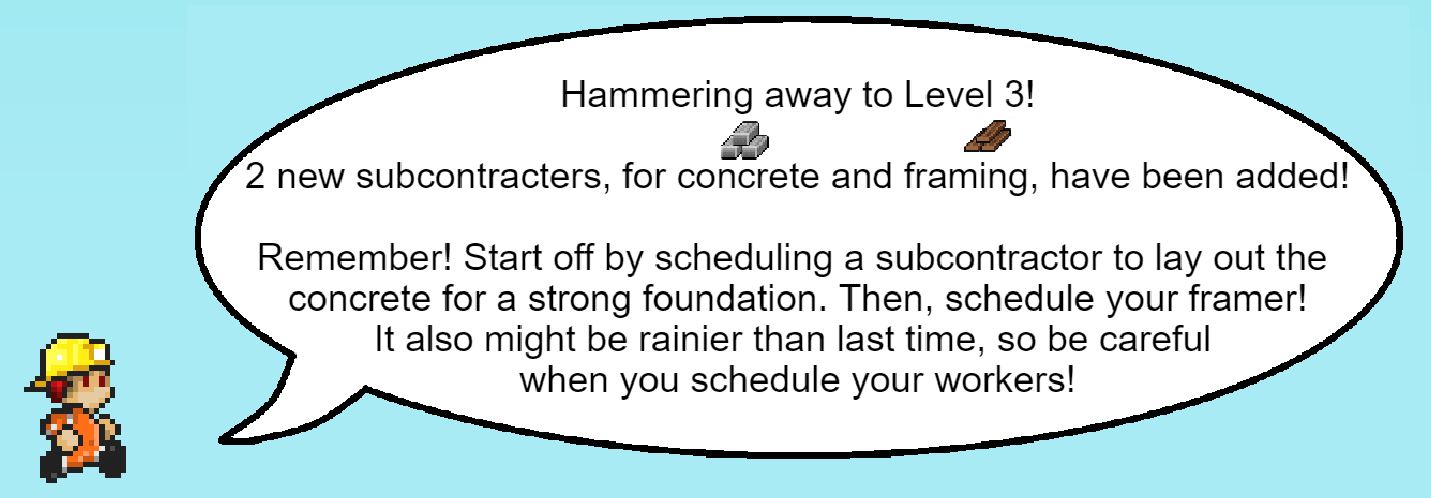 Hammering away to Level 3!
2 new subcontracters, for concrete and framing, have been added!
Remember! Start off by scheduling a subcontractor to lay out the
concrete for a strong foundation. Then, schedule your framer!
It also might be rainier than last time, so be careful
when you schedule your workers!